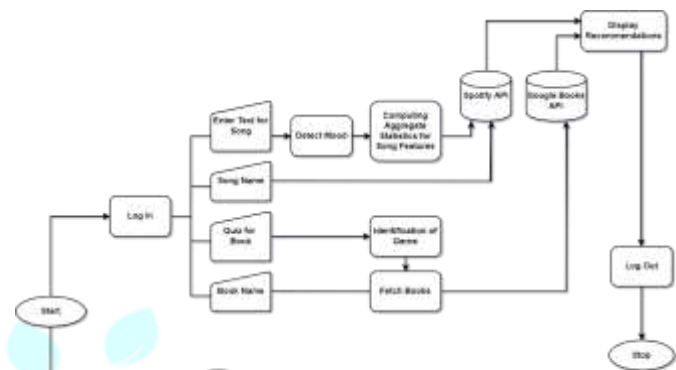 Display
Recommendations
Spotify API
Google Books
API
Enter Text for
Song
Detect Mood
Computing
Aggregate
Statistics for
Song Features
Song Name
Log In
Quiz for
Book
Identification of
Genre
Book Name
Fetch Books
Log Out
Start
Stop